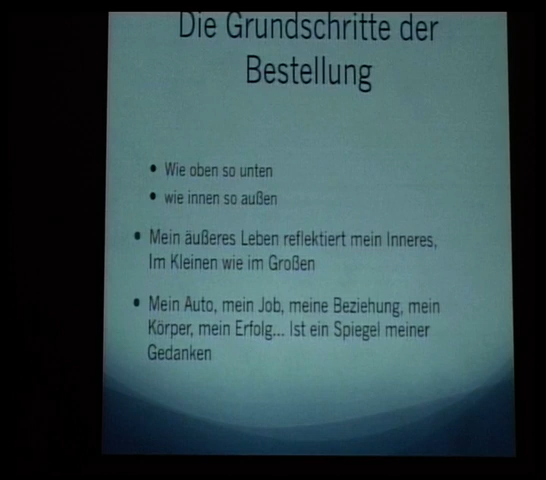 Die Grundschritte der
Bestellung
• Wie oben so unten
• wie innen so außen
• Mein äußeres Leben reflektiert mein Inneres,
Im Kleinen wie im Großen
• Mein Auto, mein Job, meine Beziehung, mein
Körper, mein Erfolg... Ist ein Spiegel meiner
Gedanken